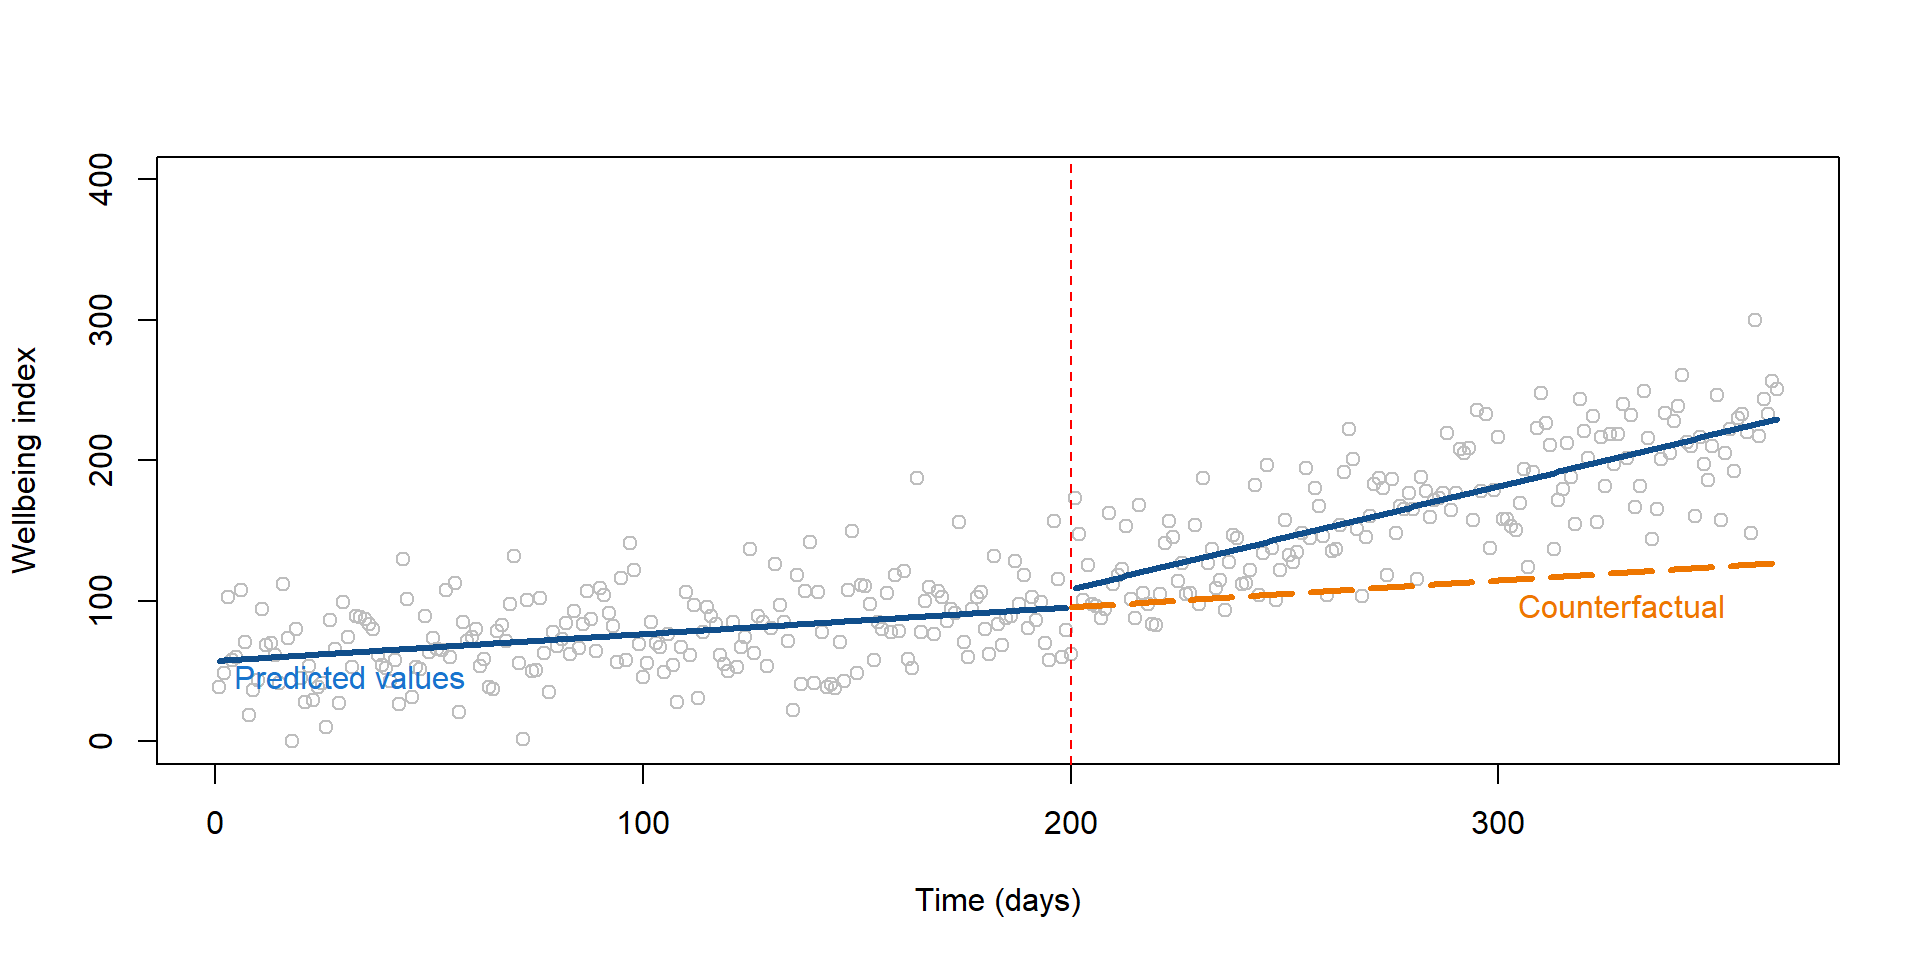 400
300
200
100
0
Wellbeing index
Predicted values
Counterfactual
0 100 200 300
Time (days)